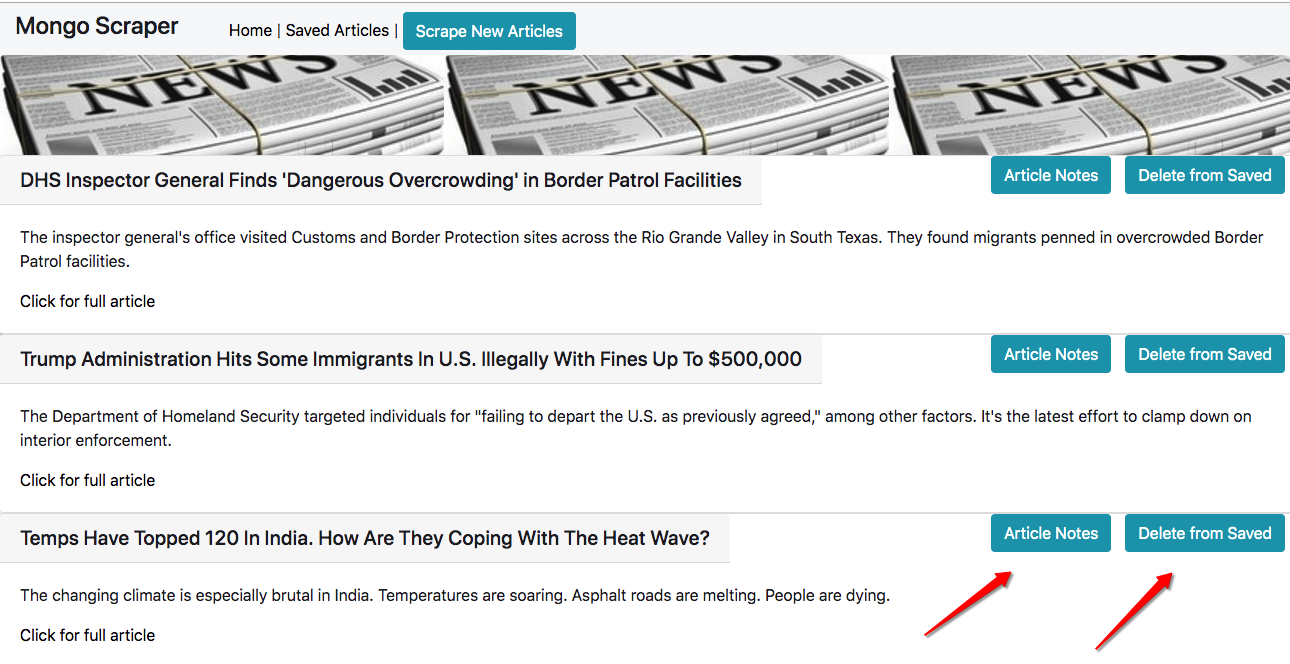 Mongo Scraper Home | Saved Articles | Scrape New Articles
NEWS NEWS NEWS
DHS Inspector General Finds 'Dangerous Overcrowding' in Border Patrol Facilities Article Notes Delete from Saved
The inspector general's office visited Customs and Border Protection sites across the Rio Grande Valley in South Texas. They found migrants penned in overcrowded Border
Patrol facilities.
Click for full article
Trump Administration Hits Some Immigrants In U.S. Illegally With Fines Up To $500,000 Article Notes Delete from Saved
The Department of Homeland Security targeted individuals for "failing to depart the U.S. as previously agreed," among other factors. It's the latest effort to clamp down on
interior enforcement.
Click for full article
Temps Have Topped 120 In India. How Are They Coping With The Heat Wave? Article Notes Delete from Saved
The changing climate is especially brutal in India. Temperatures are soaring. Asphalt roads are melting. People are dying.
Click for full article